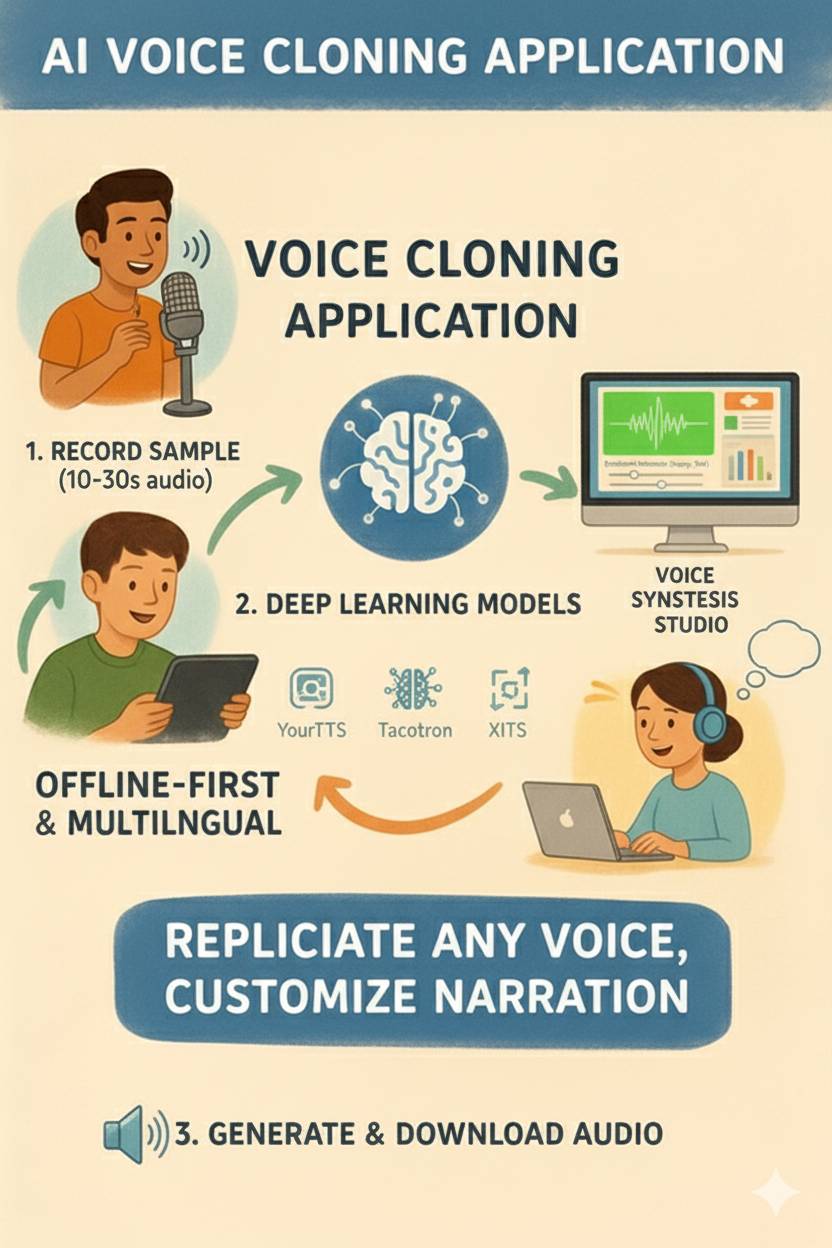 AI VOICE CLONING APPLICATION
VOICE CLONING
APPLICATION
1. RECORD SAMPLE
(10-30s audio)
2. DEEP LEARNING MODELS
VOICE
SYNSTESIS
STUDIO
YourTTS
Tacotron
XITS
OFFLINE-FIRST
& MULTILNGUAL
REPLICIATE ANY VOICE,
CUSTOMIZE NARRATION
3. GENERATE & DOWNLOAD AUDIO